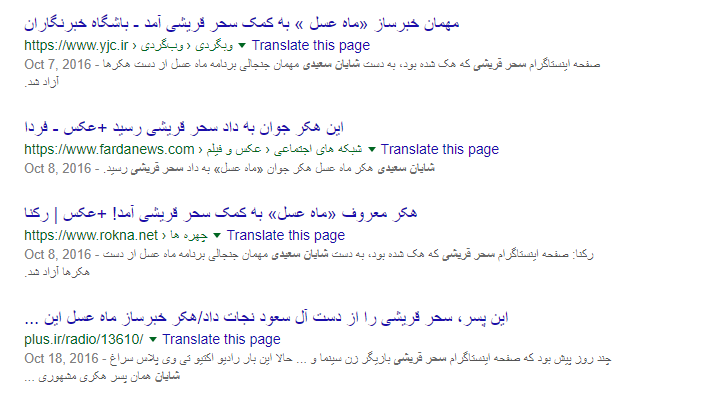 مهمان خبرساز «ماه عسل » به کمک سحر قریشی آمد - باشگاه خبرنگاران
https://www.yjc.ir › وبگردی › وب‌گردی ▼ Translate this page
Oct 7, 2016 - صفحه اینستاگرام سحر قریشی که هک شده بود، به دست شایان سعیدی مهمان جنجالی برنامه ماه عسل از دست هکرها
آزاد شد.
این هکر جوان به داد سحر قریشی رسید +عکس - فردا
https://www.fardanews.com › شبکه های اجتماعی › عکس و فیلم ▼ Translate this page
Oct 8, 2016 - شایان سعیدی هکر ماه عسل هکر جوان «ماه عسل» به داد سحر قریشی رسید.
هکر معروف «ماه عسل» به کمک سحر قریشی آمد! +عکس | رکنا
https://www.rokna.net › چهره ها ▼ Translate this page
Oct 8, 2016 - رکنا: صفحه اینستاگرام سحر قریشی که هک شده بود، به دست شایان سعیدی مهمان جنجالی برنامه ماه عسل از دست
هکرها آزاد شد.
این پسر، سحر قریشی را از دست آل سعود نجات داد/هکر خبرساز ماه عسل این ...
plus.ir/radio/13610/ ▼ Translate this page
Oct 18, 2016 - چند روز پیش بود که صفحه اینستاگرام سحر قریشی بازیگر زن سینما و ... حالا این بار رادیو اکتیو تی وی پلاس سراغ
شایان همان پسر هکری مشهوری ...